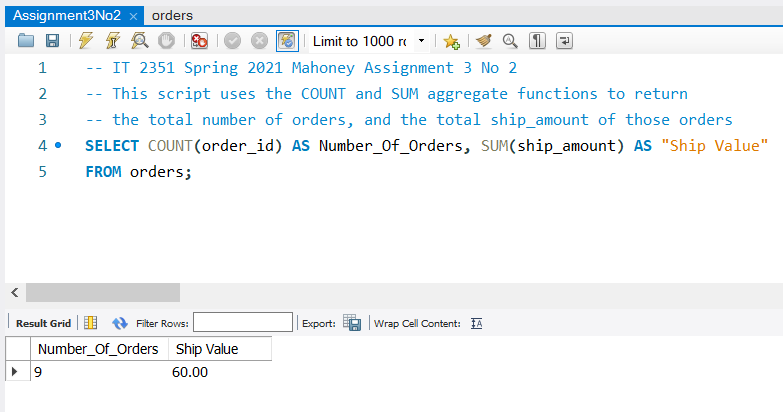 Assignment3No2 × orders
Limit to 1000 rc
1 -- IT 2351 Spring 2021 Mahoney Assignment 3 No 2
2 -- This script uses the COUNT and SUM aggregate functions to return
3 -- the total number of orders, and the total ship_amount of those orders
4 SELECT COUNT(order_id) AS Number_Of_Orders, SUM(ship_amount) AS "Ship Value"
5 FROM orders;
Result Grid Filter Rows: Export: Wrap Cell Content: IA
Number_Of_Orders Ship Value
9 60.00